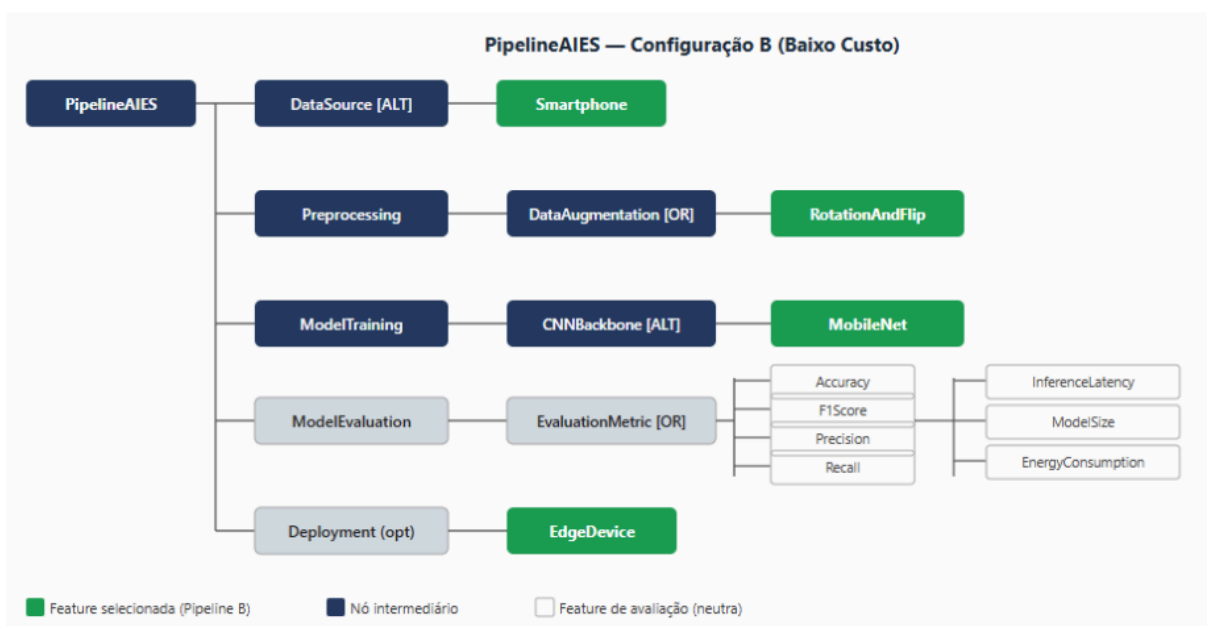 PipelineAIES — Configuração B (Baixo Custo)
PipelineAIES
DataSource [ALT]
Smartphone
Preprocessing
DataAugmentation [OR]
RotationAndFlip
ModelTraining
CNNBackbone [ALT]
MobileNet
ModelEvaluation
EvaluationMetric [OR]
Accuracy
F1Score
Precision
Recall
InferenceLatency
ModelSize
EnergyConsumption
Deployment (opt)
EdgeDevice
Feature selecionada (Pipeline B)
Nó intermediário
Feature de avaliação (neutra)